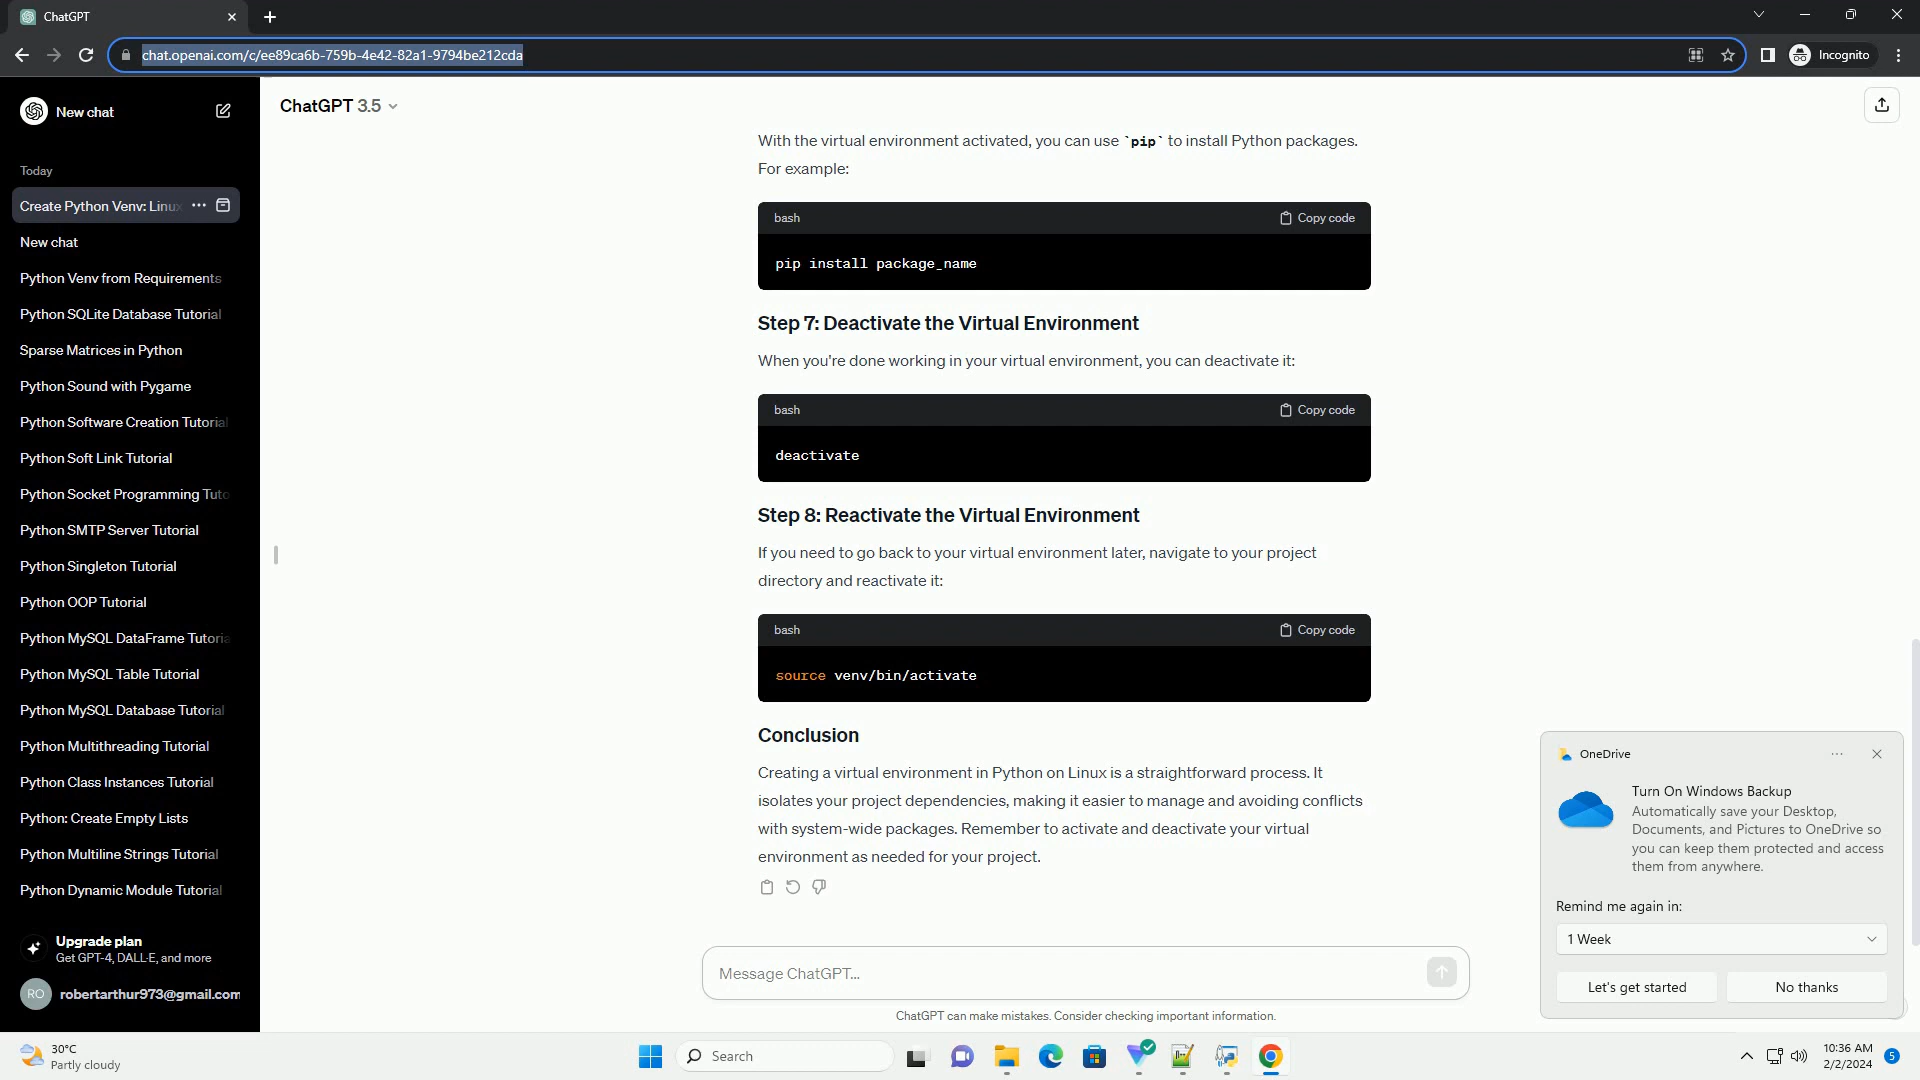 ChatGPT
chat.openai.com/c/ee89ca6b-759b-4e42-82a1-9794be212cda
Incognito
New chat
Today
Create Python Venv: Linux
New chat
Python Venv from Requirements
Python SQLite Database Tutorial
Sparse Matrices in Python
Python Sound with Pygame
Python Software Creation Tutorial
Python Soft Link Tutorial
Python Socket Programming Tuto
Python SMTP Server Tutorial
Python Singleton Tutorial
Python OOP Tutorial
Python MySQL DataFrame Tutoria
Python MySQL Table Tutorial
Python MySQL Database Tutorial
Python Multithreading Tutorial
Python Class Instances Tutorial
Python: Create Empty Lists
Python Multiline Strings Tutorial
Python Dynamic Module Tutorial
Upgrade plan
Get GPT-4, DALL·E, and more
RO
robertarthur973@gmail.com
ChatGPT 3.5
With the virtual environment activated, you can use `pip` to install Python packages.
For example:
bash
Copy code
pip install package_name
Step 7: Deactivate the Virtual Environment
When you're done working in your virtual environment, you can deactivate it:
bash
Copy code
deactivate
Step 8: Reactivate the Virtual Environment
If you need to go back to your virtual environment later, navigate to your project
directory and reactivate it:
bash
Copy code
source venv/bin/activate
Conclusion
Creating a virtual environment in Python on Linux is a straightforward process. It
isolates your project dependencies, making it easier to manage and avoiding conflicts
with system-wide packages. Remember to activate and deactivate your virtual
environment as needed for your project.
Message ChatGPT...
ChatGPT can make mistakes. Consider checking important information.
OneDrive
Turn On Windows Backup
Automatically save your Desktop,
Documents, and Pictures to OneDrive so
you can keep them protected and access
them from anywhere.
Remind me again in:
1 Week
Let's get started
No thanks
30°C
Partly cloudy
Search
10:36 AM
2/2/2024
5